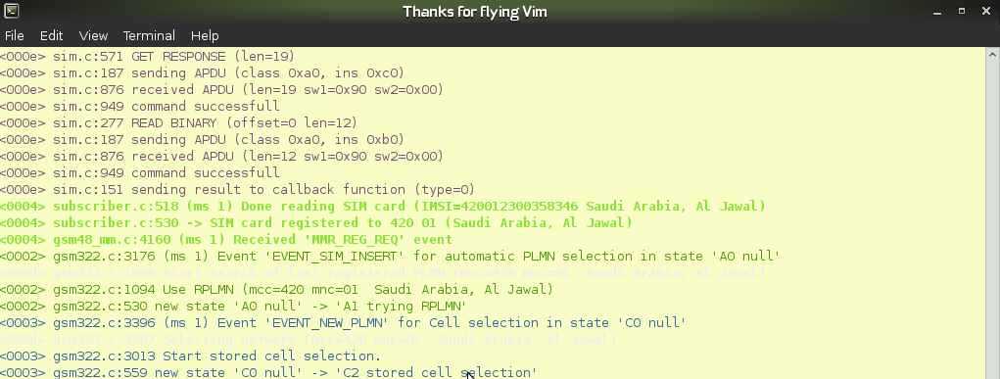 Thanks for flying Vim
File Edit View Terminal Help
<000e> sim.c:571 GET RESPONSE (len=19)
<000e> sim.c:187 sending APDU (class 0xa0, ins 0xc0)
<000e> sim.c:876 received APDU (len=19 sw1=0x90 sw2=0x00)
<000e> sim.c:949 command successfull
<000e> sim.c:277 READ BINARY (offset=0 len=12)
<000e> sim.c:187 sending APDU (class 0xa0, ins 0xb0)
<000e> sim.c:876 received APDU (len=12 sw1=0x90 sw2=0x00)
<000e> sim.c:949 command successfull
<000e> sim.c:151 sending result to callback function (type=0)
<0004> subscriber.c:518 (ms 1) Done reading SIM card (IMSI=420012300358346 Saudi Arabia, Al Jawal)
<0004> subscriber.c:530 -> SIM card registered to 420 01 (Saudi Arabia, Al Jawal)
<0004> gsm48_mm.c:4160 (ms 1) Received 'MMR_REG_REQ' event
<0002> gsm322.c:3176 (ms 1) Event 'EVENT_SIM_INSERT' for automatic PLMN selection in state 'A0 null'
<000d> gsm322.c:1090 Start search of last registered PLMN (mcc=420 mnc=01  Saudi Arabia, Al Jawal)
<0002> gsm322.c:1094 Use RPLMN (mcc=420 mnc=01  Saudi Arabia, Al Jawal)
<0002> gsm322.c:530 new state 'A0 null' -> 'A1 trying RPLMN'
<0003> gsm322.c:3396 (ms 1) Event 'EVENT_NEW_PLMN' for Cell selection in state 'C0 null'
<000d> gsm322.c:3007 Selecting network (mcc=420 mnc=01  Saudi Arabia, Al Jawal)
<0003> gsm322.c:3013 Start stored cell selection.
<0003> gsm322.c:559 new state 'C0 null' -> 'C2 stored cell selection'